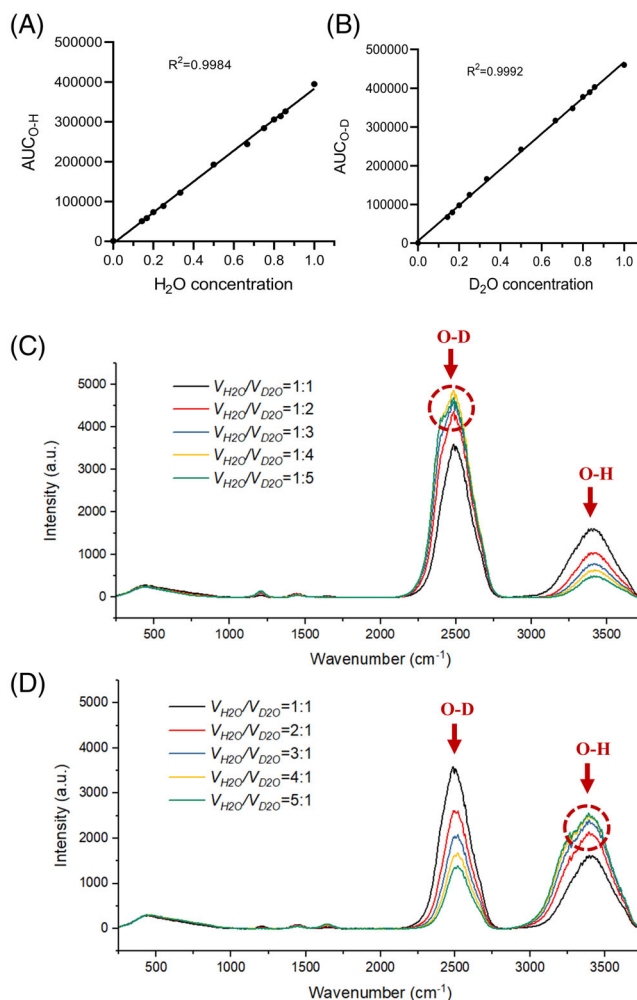 (A)
R²=0.9984
AUC O-H
500000
400000
300000
200000
100000
0
0.0 0.2 0.4 0.6 0.8 1.0
H₂O concentration
(B)
R²=0.9992
AUC O-D
500000
400000
300000
200000
100000
0
0.0 0.2 0.4 0.6 0.8 1.0
D₂O concentration
(C)
O-D
O-H
V_H2O/V_D2O=1:1
V_H2O/V_D2O=1:2
V_H2O/V_D2O=1:3
V_H2O/V_D2O=1:4
V_H2O/V_D2O=1:5
Intensity (a.u.)
5000
4000
3000
2000
1000
0
500 1000 1500 2000 2500 3000 3500
Wavenumber (cm⁻¹)
(D)
O-D
O-H
V_H2O/V_D2O=1:1
V_H2O/V_D2O=2:1
V_H2O/V_D2O=3:1
V_H2O/V_D2O=4:1
V_H2O/V_D2O=5:1
Intensity (a.u.)
5000
4000
3000
2000
1000
0
500 1000 1500 2000 2500 3000 3500
Wavenumber (cm⁻¹)